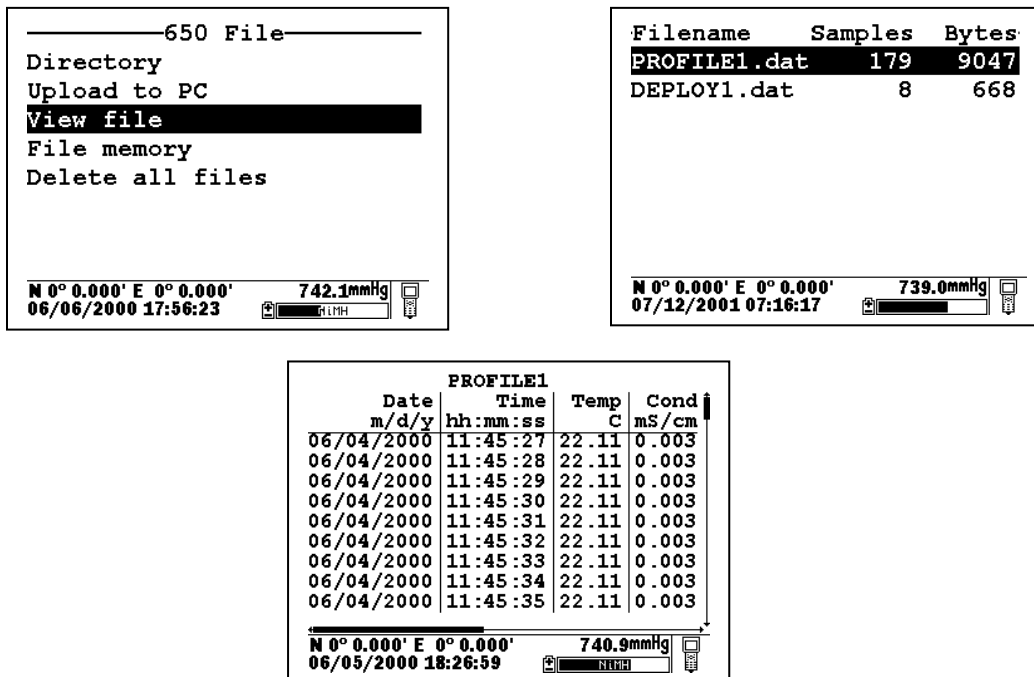 650 File
Directory
Upload to PC
View file
File memory
Delete all files
N 0° 0.000' E 0° 0.000' 742.1mmHg
06/06/2000 17:56:23 NiMH
Filename Samples Bytes
PROFILE1.dat 179 9047
DEPLOY1.dat 8 668
N 0° 0.000' E 0° 0.000' 739.0mmHg
07/12/2001 07:16:17
PROFILE1
Date Time Temp Cond
m/d/y hh:mm:ss C mS/cm
06/04/2000 11:45:27 22.11 0.003
06/04/2000 11:45:28 22.11 0.003
06/04/2000 11:45:29 22.11 0.003
06/04/2000 11:45:30 22.11 0.003
06/04/2000 11:45:31 22.11 0.003
06/04/2000 11:45:32 22.11 0.003
06/04/2000 11:45:33 22.11 0.003
06/04/2000 11:45:34 22.11 0.003
06/04/2000 11:45:35 22.11 0.003
N 0° 0.000' E 0° 0.000' 740.9mmHg
06/05/2000 18:26:59 NiMH